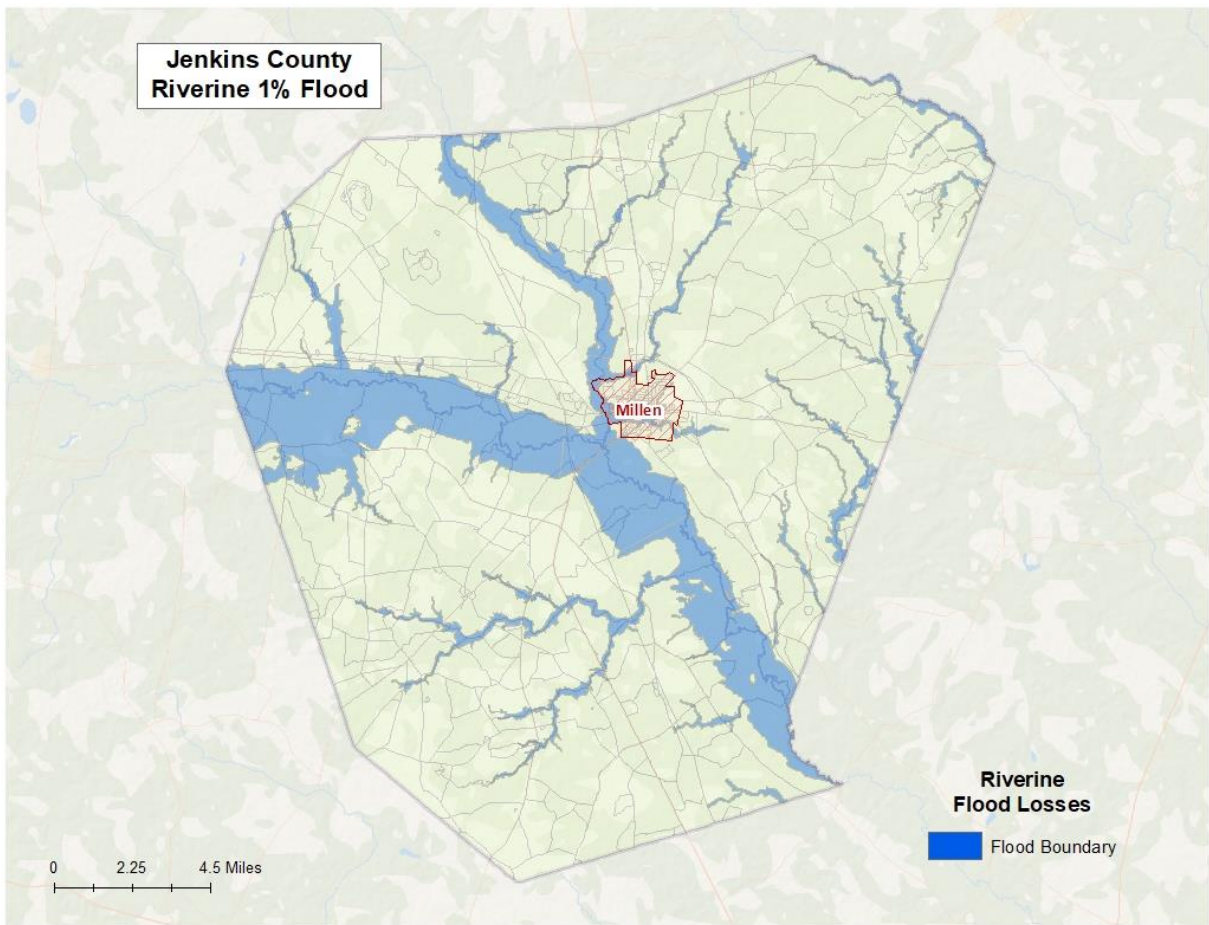 Jenkins County
Riverine 1% Flood
Millen
Riverine
Flood Losses
Flood Boundary
0 2.25 4.5 Miles